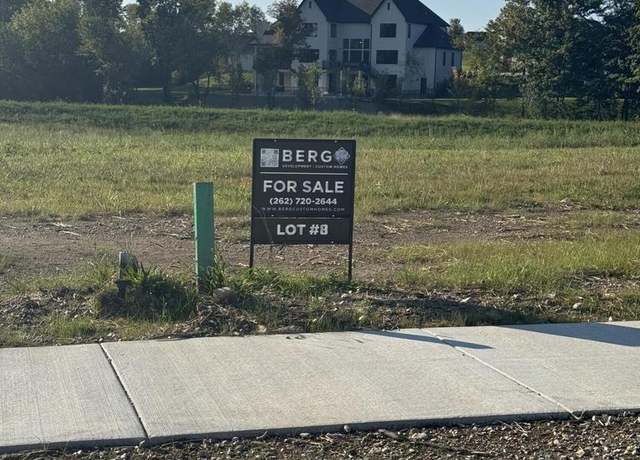 BERG
DEVELOPMENT | CUSTOM HOMES
FOR SALE
(262) 720-2644
WWW.BERGCUSTOMHOMES.COM
LOT #8